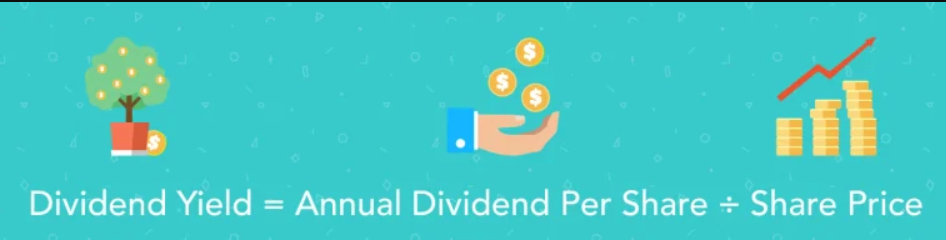 Dividend Yield = Annual Dividend Per Share ÷ Share Price